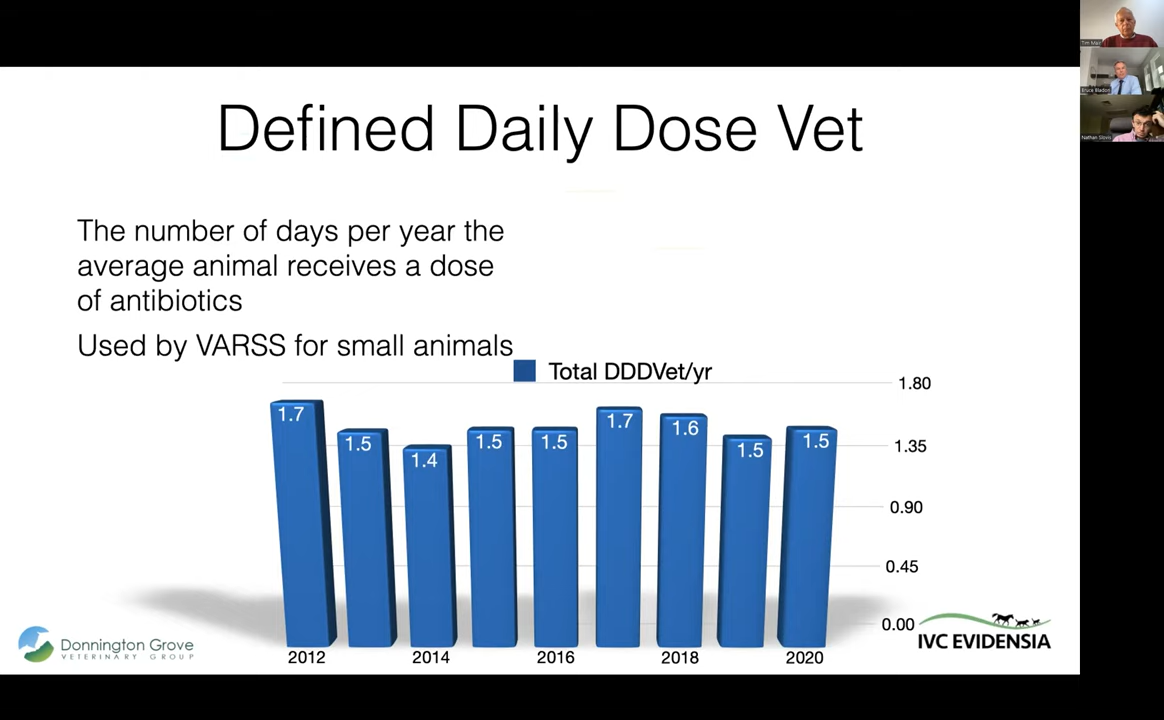 Defined Daily Dose Vet
The number of days per year the
average animal receives a dose
of antibiotics
Used by VARSS for small animals
Total DDDVet/yr
1.80
1.35
0.90
0.45
0.00
1.7
1.5
1.4
1.5
1.5
1.7
1.6
1.5
1.5
2012
2014
2016
2018
2020
Donnington Grove
VETERINARY GROUP
IVC EVIDENSIA
Bruce Bladon